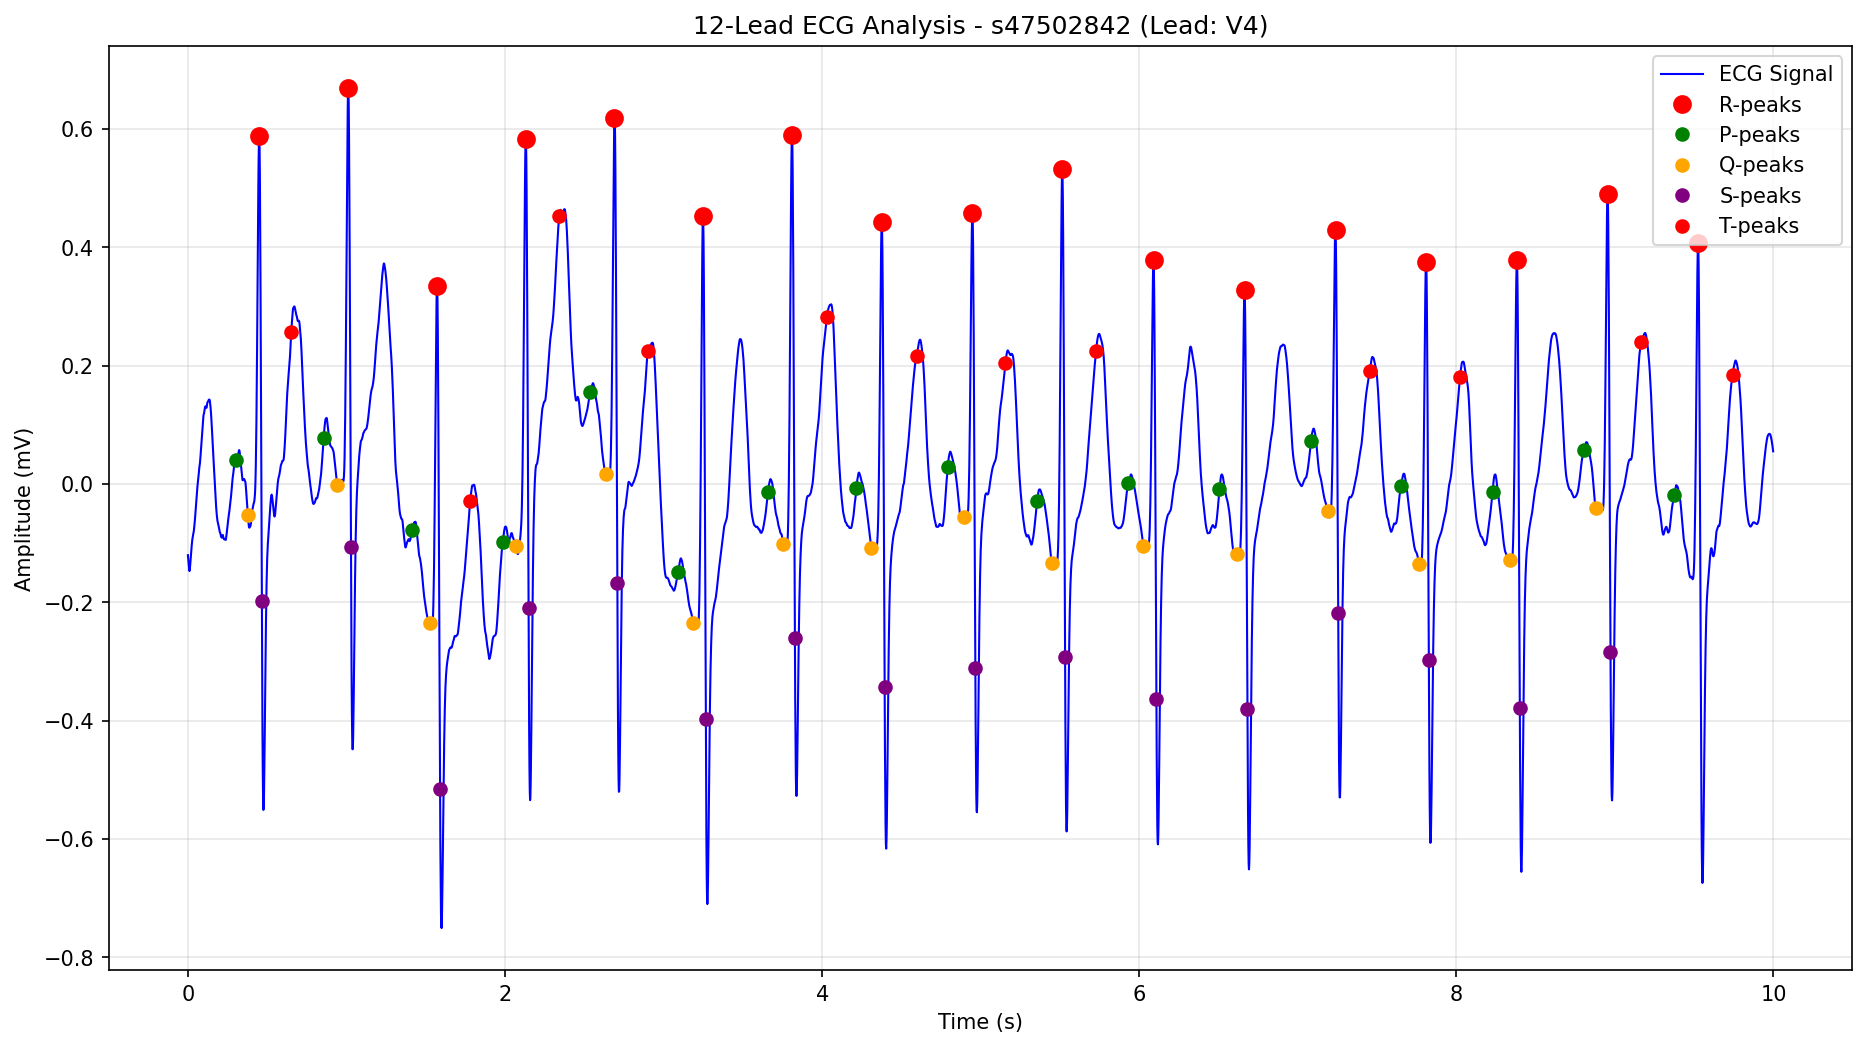 12-Lead ECG Analysis - s47502842 (Lead: V4)
ECG Signal
R-peaks
P-peaks
Q-peaks
S-peaks
T-peaks
Amplitude (mV)
0.6
0.4
0.2
0.0
−0.2
−0.4
−0.6
−0.8
0
2
4
6
8
10
Time (s)